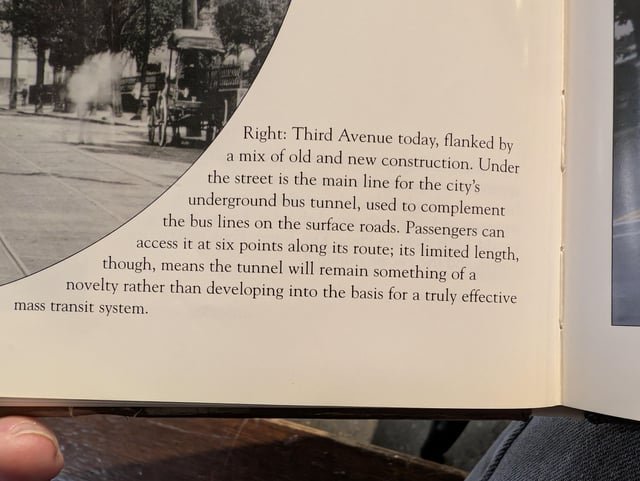 Right: Third Avenue today, flanked by
a mix of old and new construction. Under
the street is the main line for the city's
underground bus tunnel, used to complement
the bus lines on the surface roads. Passengers can
access it at six points along its route; its limited length,
though, means the tunnel will remain something of a
novelty rather than developing into the basis for a truly effective
mass transit system.